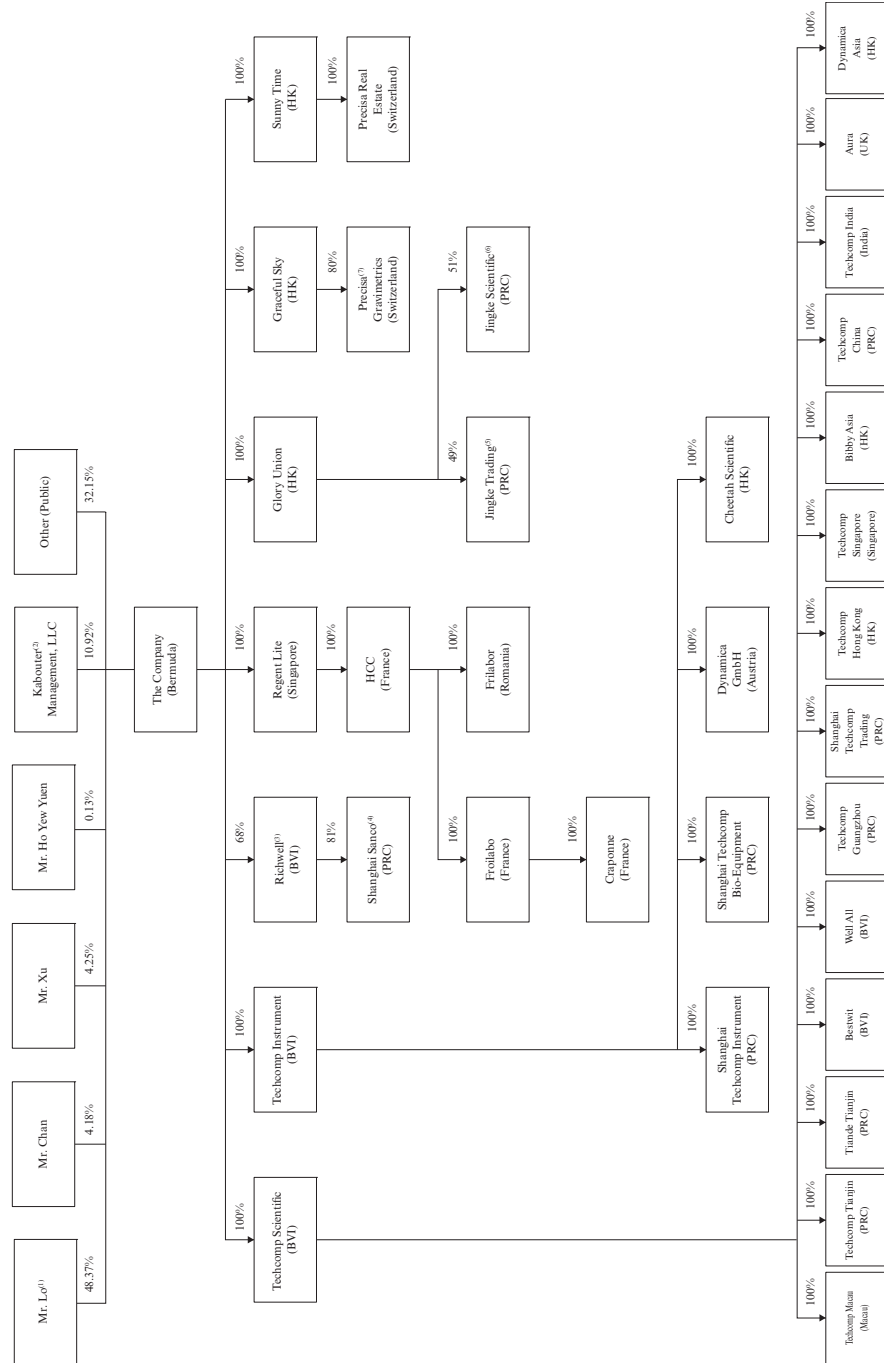 Mr. Lo(1)
48.37%
Mr. Chan
4.18%
Mr. Xu
4.25%
Mr. Ho Yew Yuen
0.13%
Kabouter(2)
Management, LLC
10.92%
Other (Public)
32.15%
The Company
(Bermuda)
100%
Techcomp Scientific
(BVI)
100%
Techcomp Instrument
(BVI)
68%
Richwell(3)
(BVI)
100%
Regent Lite
(Singapore)
100%
Glory Union
(HK)
100%
Graceful Sky
(HK)
100%
Sunny Time
(HK)
81%
Shanghai Sanco(4)
(PRC)
100%
HCC
(France)
80%
Precisa(7)
Gravimetrics
(Switzerland)
100%
Precisa Real
Estate
(Switzerland)
100%
Froilabo
(France)
100%
Frilabor
(Romania)
49%
Jingke Trading(5)
(PRC)
51%
Jingke Scientific(6)
(PRC)
100%
Craponne
(France)
100%
Shanghai
Techcomp Instrument
(PRC)
100%
Shanghai Techcomp
Bio-Equipment
(PRC)
100%
Dynamica
GmbH
(Austria)
100%
Cheetah Scientific
(HK)
100%
Techcomp Macau
(Macau)
100%
Techcomp Tianjin
(PRC)
100%
Tiande Tianjin
(PRC)
100%
Bestwit
(BVI)
100%
Well All
(BVI)
100%
Techcomp
Guangzhou
(PRC)
100%
Shanghai
Techcomp
Trading
(PRC)
100%
Techcomp
Hong Kong
(HK)
100%
Techcomp
Singapore
(Singapore)
100%
Bibby Asia
(HK)
100%
Techcomp
China
(PRC)
100%
Techcomp India
(India)
100%
Aura
(UK)
100%
Dynamica
Asia
(HK)